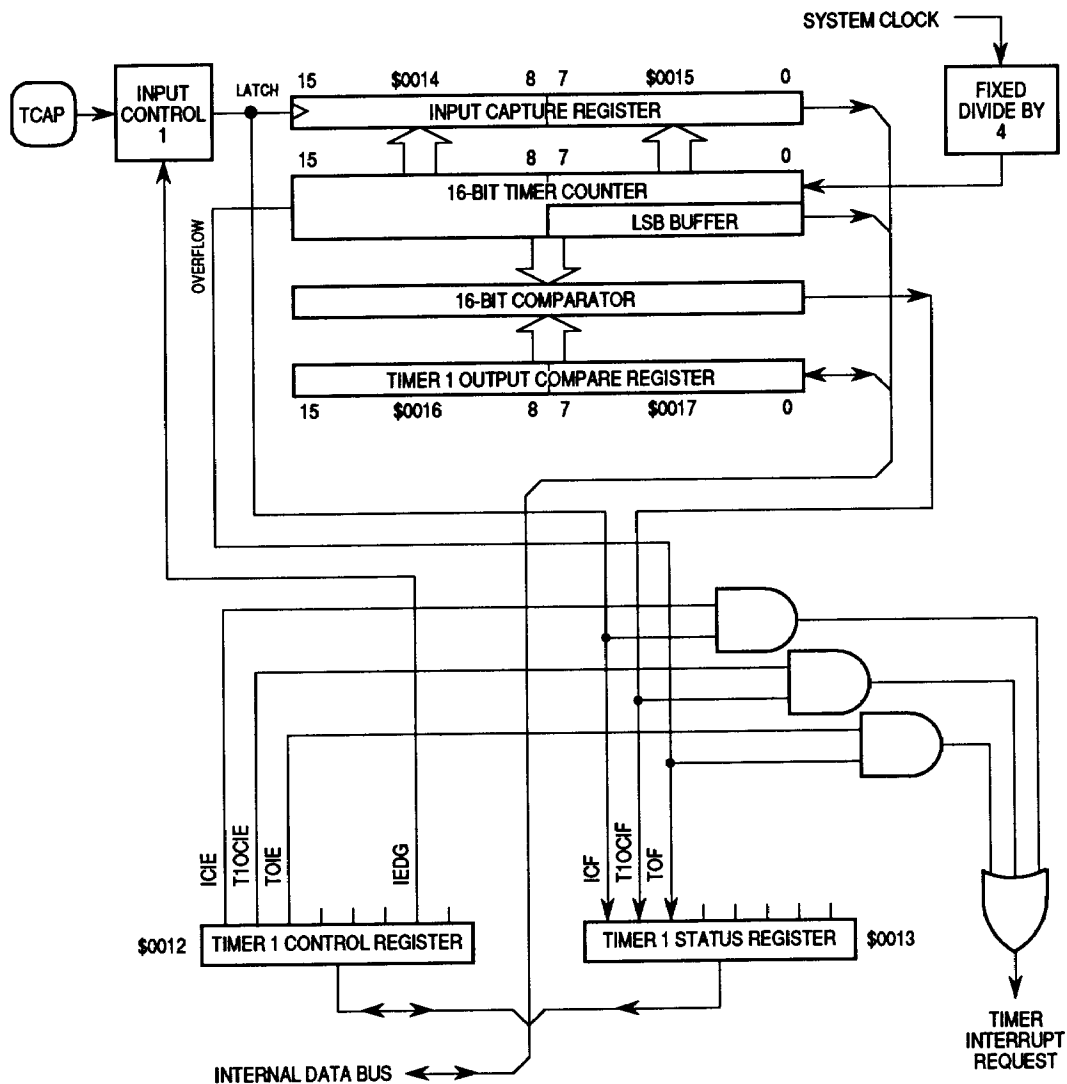 SYSTEM CLOCK
TCAP
INPUT
CONTROL
1
LATCH
15 $0014 8 7 $0015 0
INPUT CAPTURE REGISTER
FIXED
DIVIDE BY
4
15 8 7 0
16-BIT TIMER COUNTER
LSB BUFFER
OVERFLOW
16-BIT COMPARATOR
TIMER 1 OUTPUT COMPARE REGISTER
15 $0016 8 7 $0017 0
ICIE
T1OCIE
TOIE
IEDG
ICF
T1OCIF
TOF
$0012
TIMER 1 CONTROL REGISTER
TIMER 1 STATUS REGISTER
$0013
TIMER
INTERRUPT
REQUEST
INTERNAL DATA BUS